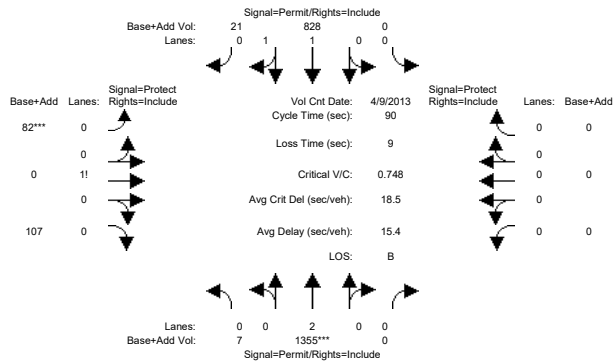 Signal=Permit/Rights=Include
Base+Add Vol: 21 828 0
Lanes: 0 1 1 0 0
Signal=Protect Signal=Protect
Base+Add Lanes: Rights=Include Vol Cnt Date: 4/9/2013 Rights=Include Lanes: Base+Add
Cycle Time (sec): 90
82*** 0 0 0
Loss Time (sec): 9
0 0
0 1! Critical V/C: 0.748 0 0
0 Avg Crit Del (sec/veh): 18.5 0
107 0 Avg Delay (sec/veh): 15.4 0 0
LOS: B
Lanes: 0 0 2 0 0
Base+Add Vol: 7 1355*** 0
Signal=Permit/Rights=Include